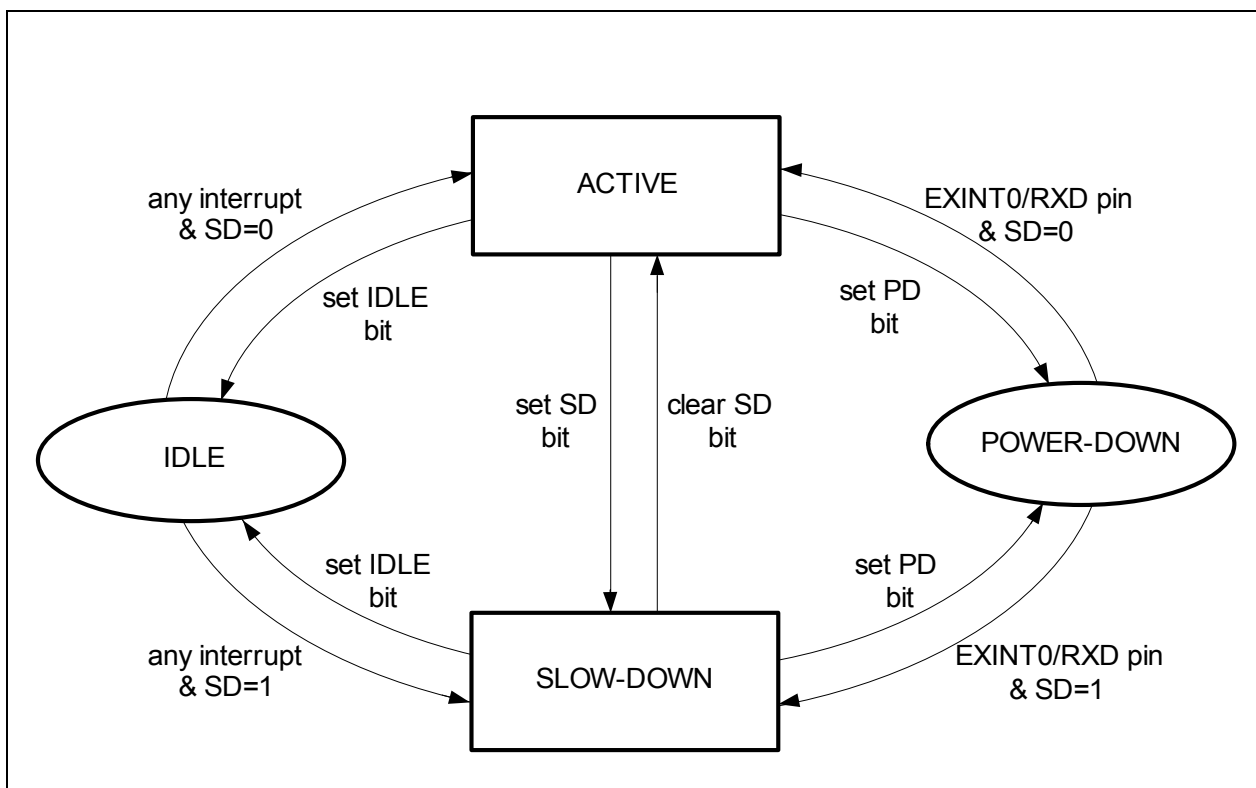 ACTIVE
any interrupt
& SD=0
EXINT0/RXD pin
& SD=0
set IDLE
bit
set PD
bit
set SD
bit
clear SD
bit
IDLE
POWER-DOWN
set IDLE
bit
set PD
bit
any interrupt
& SD=1
SLOW-DOWN
EXINT0/RXD pin
& SD=1